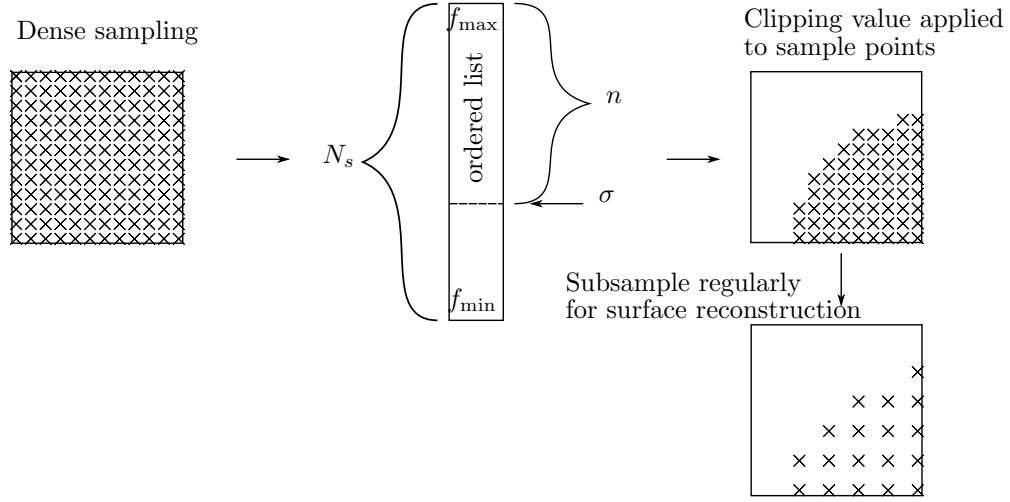 Dense sampling
N_s
f_max
ordered list
f_min
n
σ
Clipping value applied
to sample points
Subsample regularly
for surface reconstruction